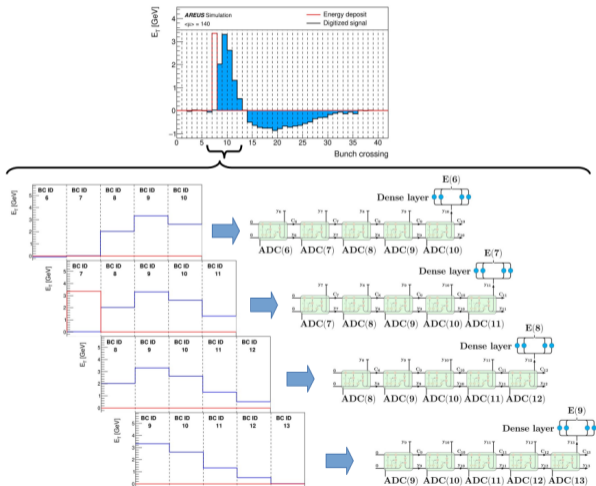 AREUS Simulation
<μ> = 140
Energy deposit
Digitized signal
E_T [GeV]
4
3
2
1
0
−1
0 5 10 15 20 25 30 35 40
Bunch crossing
BC ID 6 BC ID 7 BC ID 8 BC ID 9 BC ID 10
E_T [GeV]
E(6)
Dense layer
ADC(6) ADC(7) ADC(8) ADC(9) ADC(10)
BC ID 7 BC ID 8 BC ID 9 BC ID 10 BC ID 11
E_T [GeV]
E(7)
Dense layer
ADC(7) ADC(8) ADC(9) ADC(10) ADC(11)
BC ID 8 BC ID 9 BC ID 10 BC ID 11 BC ID 12
E_T [GeV]
E(8)
Dense layer
ADC(8) ADC(9) ADC(10) ADC(11) ADC(12)
BC ID 9 BC ID 10 BC ID 11 BC ID 12 BC ID 13
E_T [GeV]
E(9)
Dense layer
ADC(9) ADC(10) ADC(11) ADC(12) ADC(13)